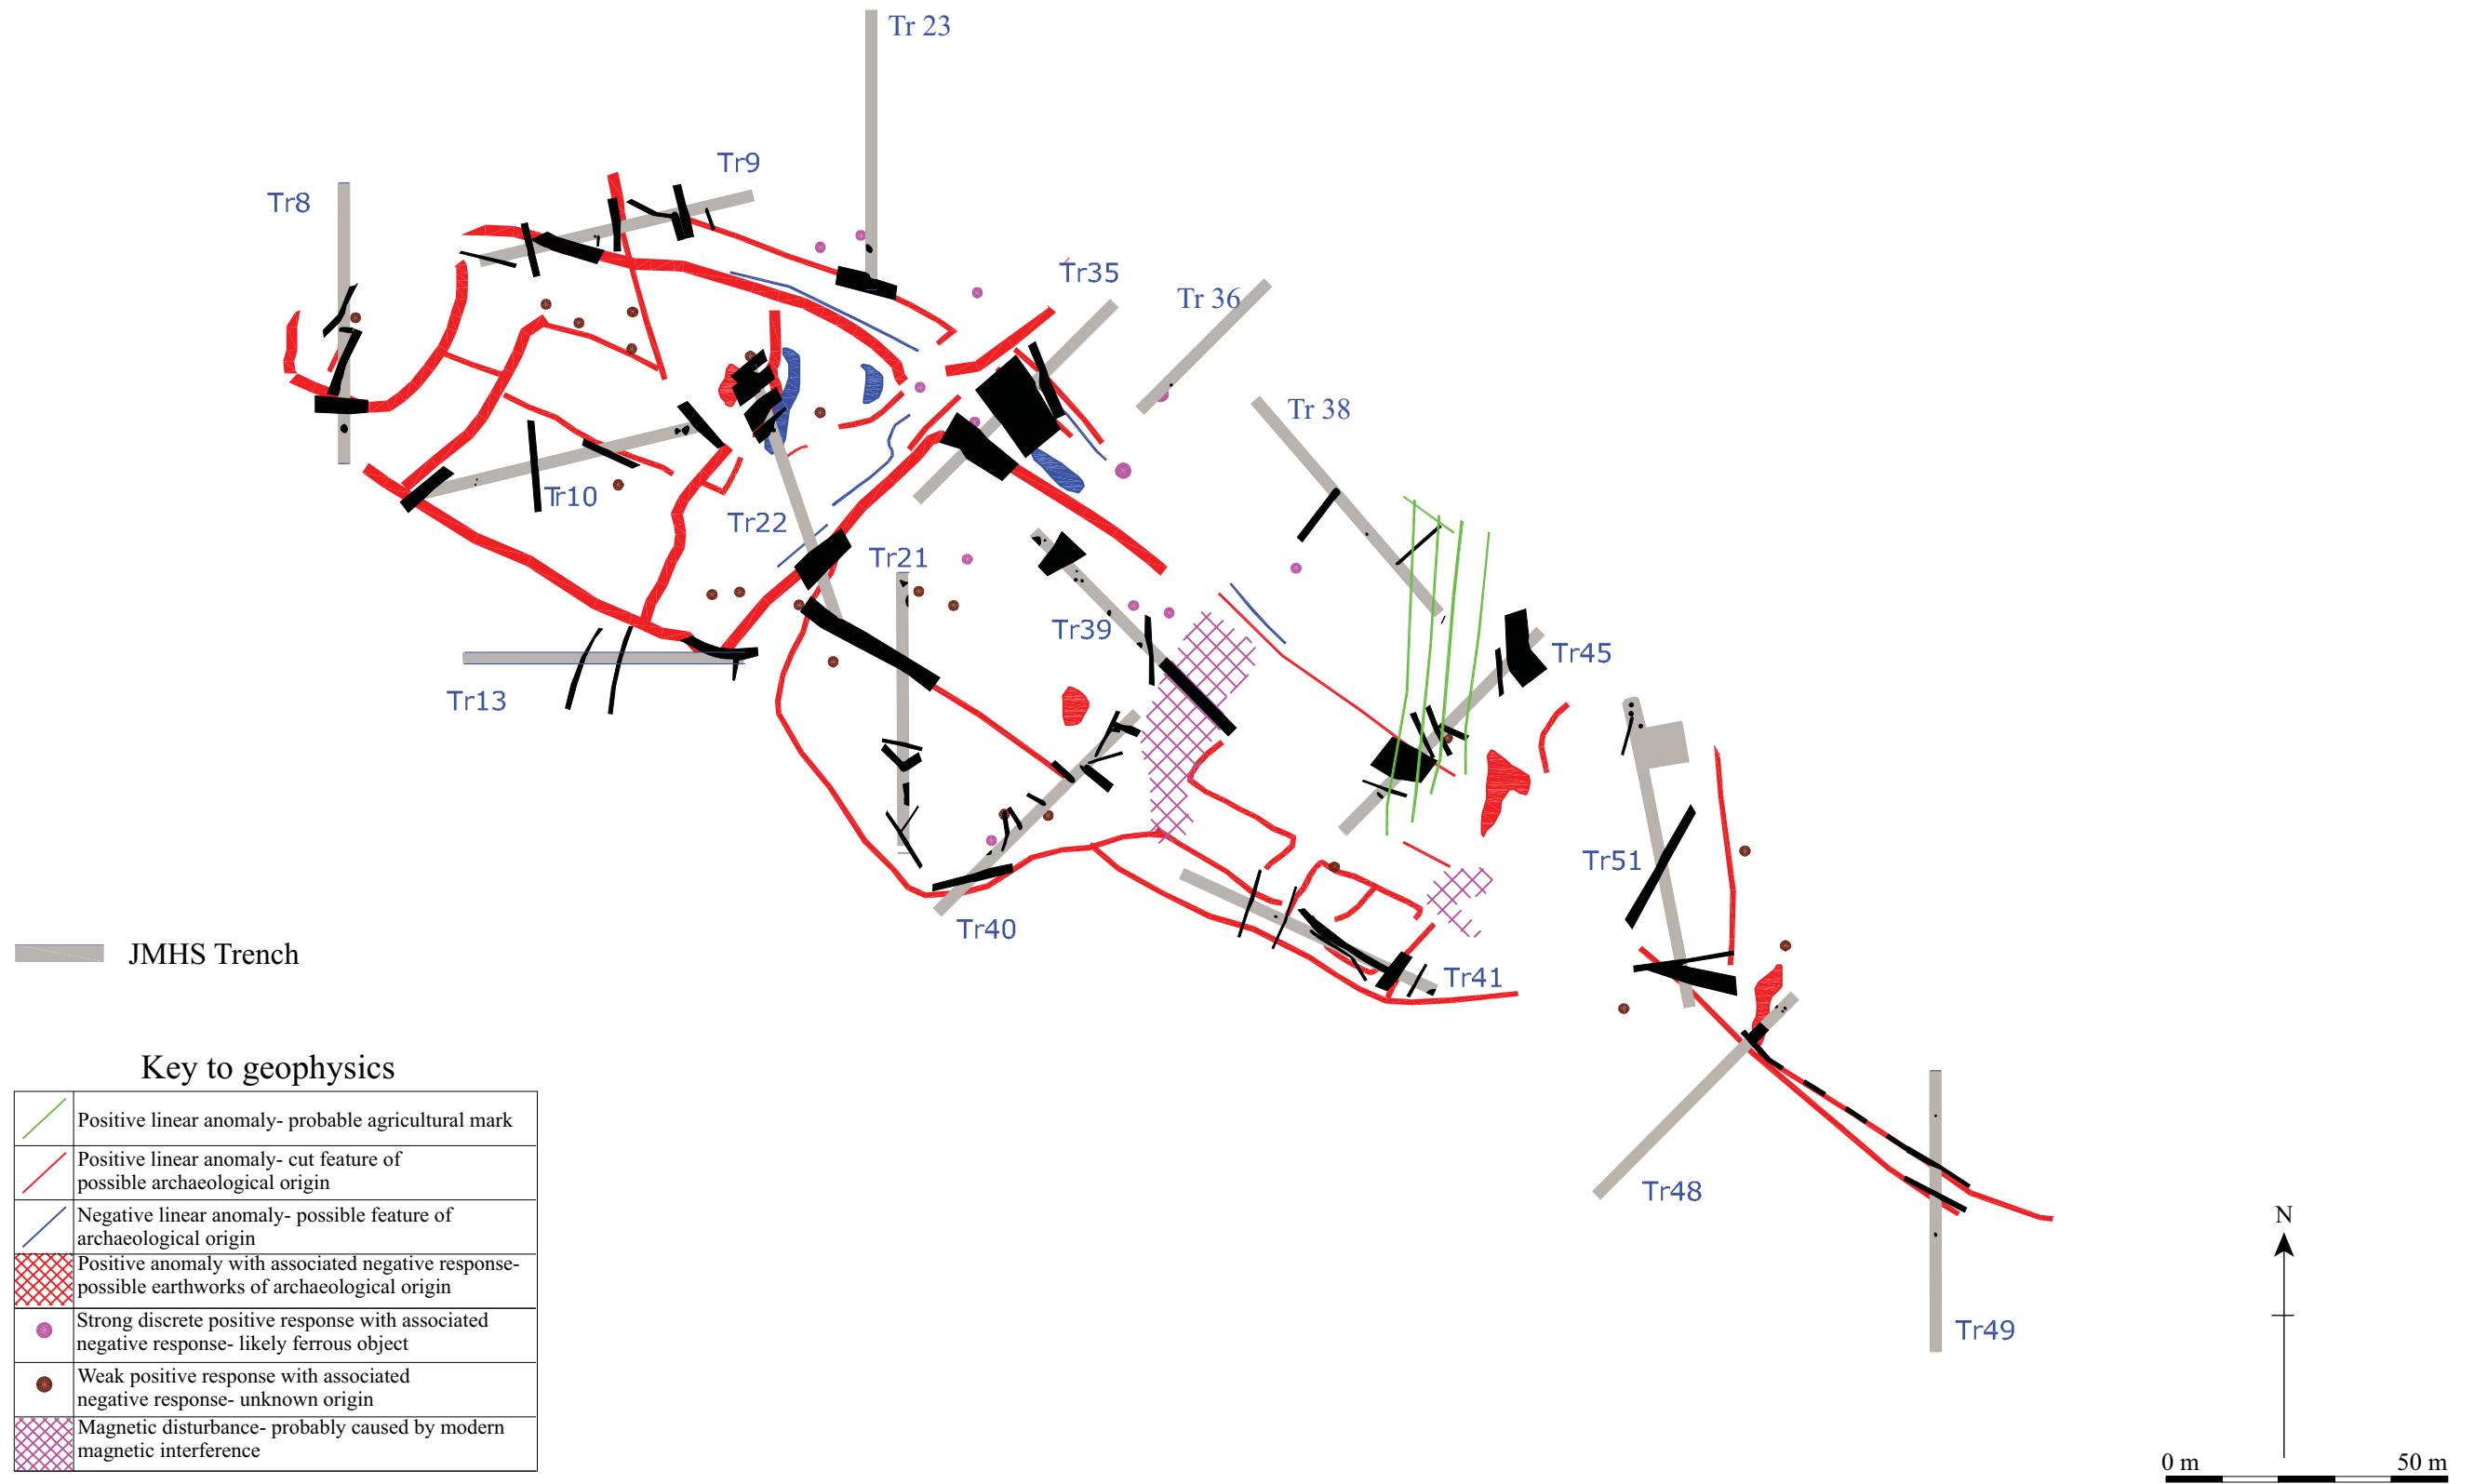 Tr 23
Tr9
Tr8
Tr35
Tr 36
Tr 38
Tr10
Tr22
Tr21
Tr39
Tr45
Tr13
Tr51
Tr40
Tr41
JMHS Trench
Tr48
Tr49
Key to geophysics
Positive linear anomaly- probable agricultural mark
Positive linear anomaly- cut feature of
possible archaeological origin
Negative linear anomaly- possible feature of
archaeological origin
Positive anomaly with associated negative response-
possible earthworks of archaeological origin
Strong discrete positive response with associated
negative response- likely ferrous object
Weak positive response with associated
negative response- unknown origin
Magnetic disturbance- probably caused by modern
magnetic interference
N
0 m 50 m